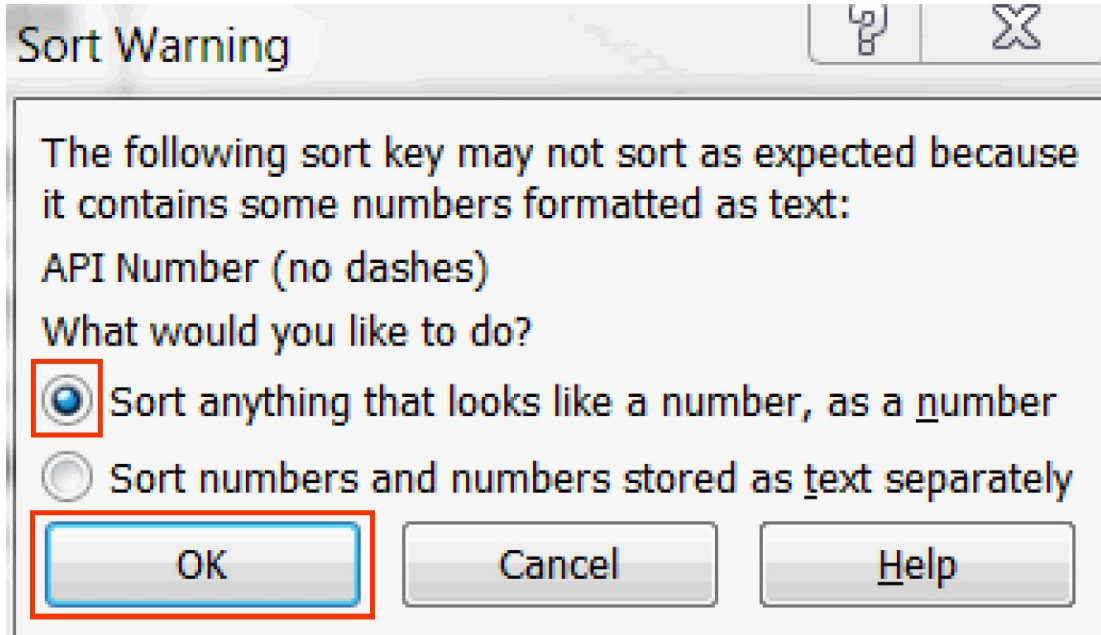 Sort Warning
The following sort key may not sort as expected because
it contains some numbers formatted as text:
API Number (no dashes)
What would you like to do?
Sort anything that looks like a number, as a number
Sort numbers and numbers stored as text separately
OK Cancel Help